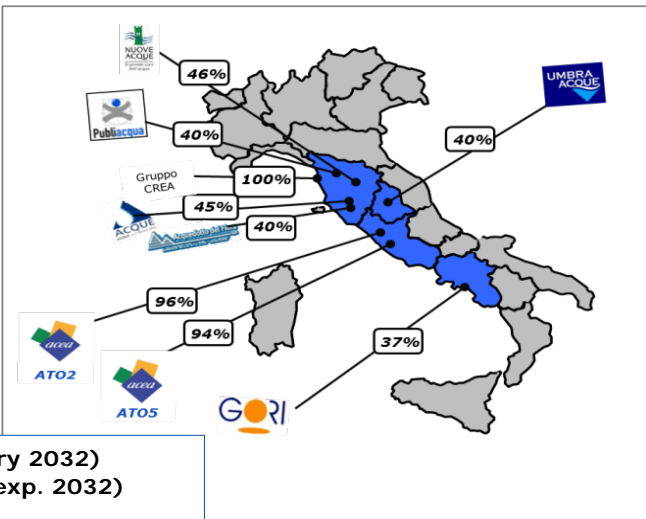 NUOVE
ACQUE
46%
UMBRA
ACQUE
Publiacqua
40%
40%
Gruppo
CREA
100%
45%
ACQUE
40%
96%
94%
37%
acea
ATO2
acea
ATO5
GORI
ry 2032)
exp. 2032)